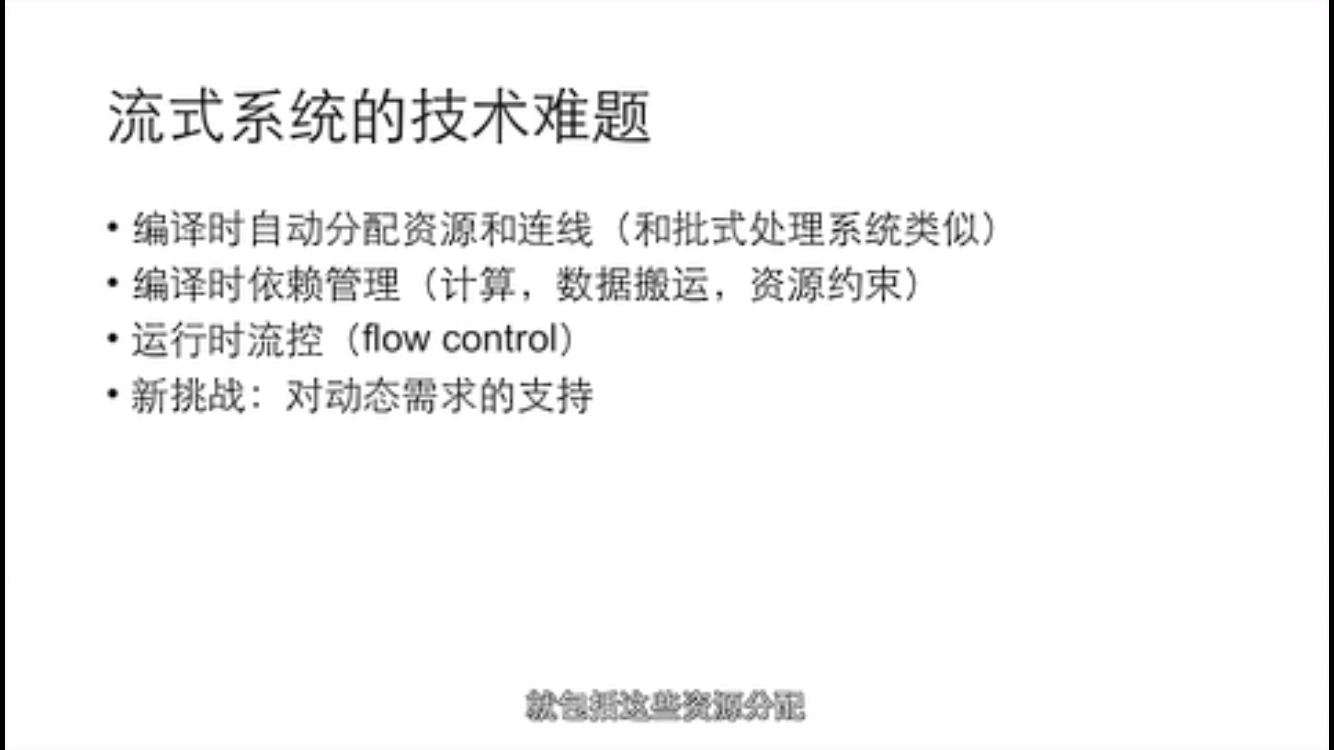 流式系统的技术难题
• 编译时自动分配资源和连线（和批式处理系统类似）
• 编译时依赖管理（计算，数据搬运，资源约束）
• 运行时流控（flow control）
• 新挑战：对动态需求的支持
就包括这些资源分配